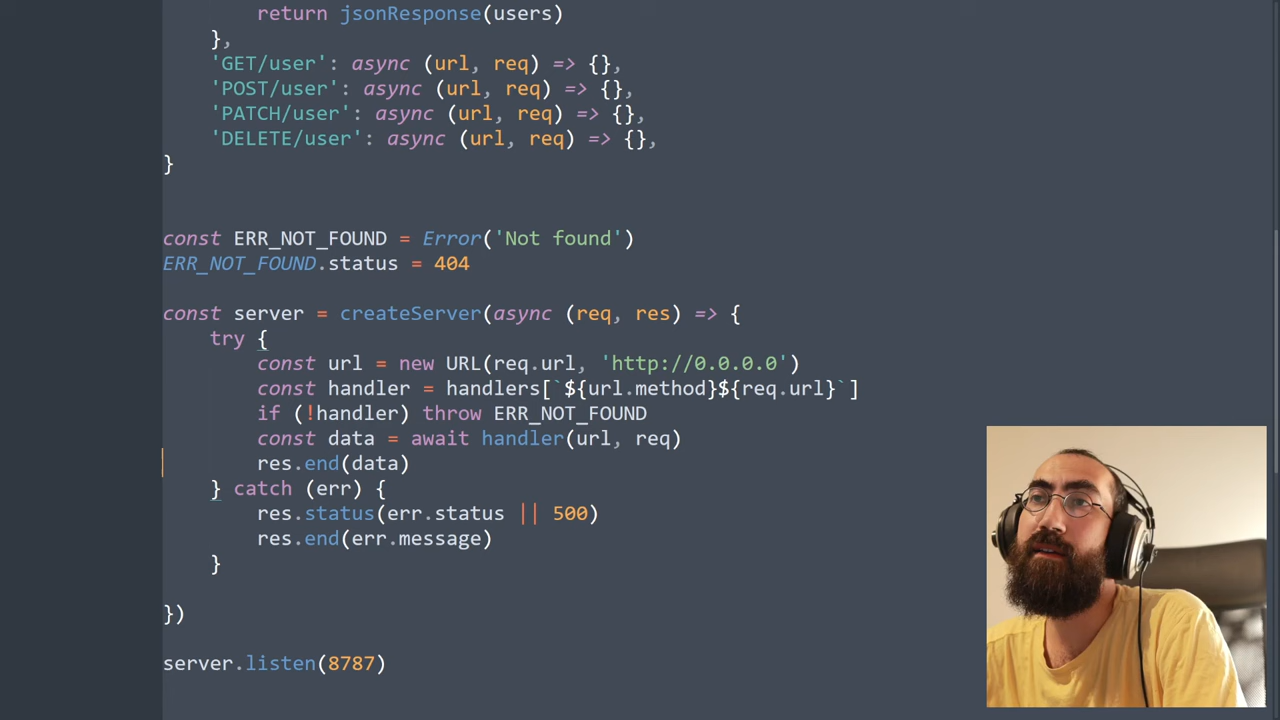 return jsonResponse(users)
},
'GET/user': async (url, req) => {},
'POST/user': async (url, req) => {},
'PATCH/user': async (url, req) => {},
'DELETE/user': async (url, req) => {},
}
const ERR_NOT_FOUND = Error('Not found')
ERR_NOT_FOUND.status = 404
const server = createServer(async (req, res) => {
try {
const url = new URL(req.url, 'http://0.0.0.0')
const handler = handlers[`${url.method}${req.url}`]
if (!handler) throw ERR_NOT_FOUND
const data = await handler(url, req)
res.end(data)
} catch (err) {
res.status(err.status || 500)
res.end(err.message)
}
})
server.listen(8787)